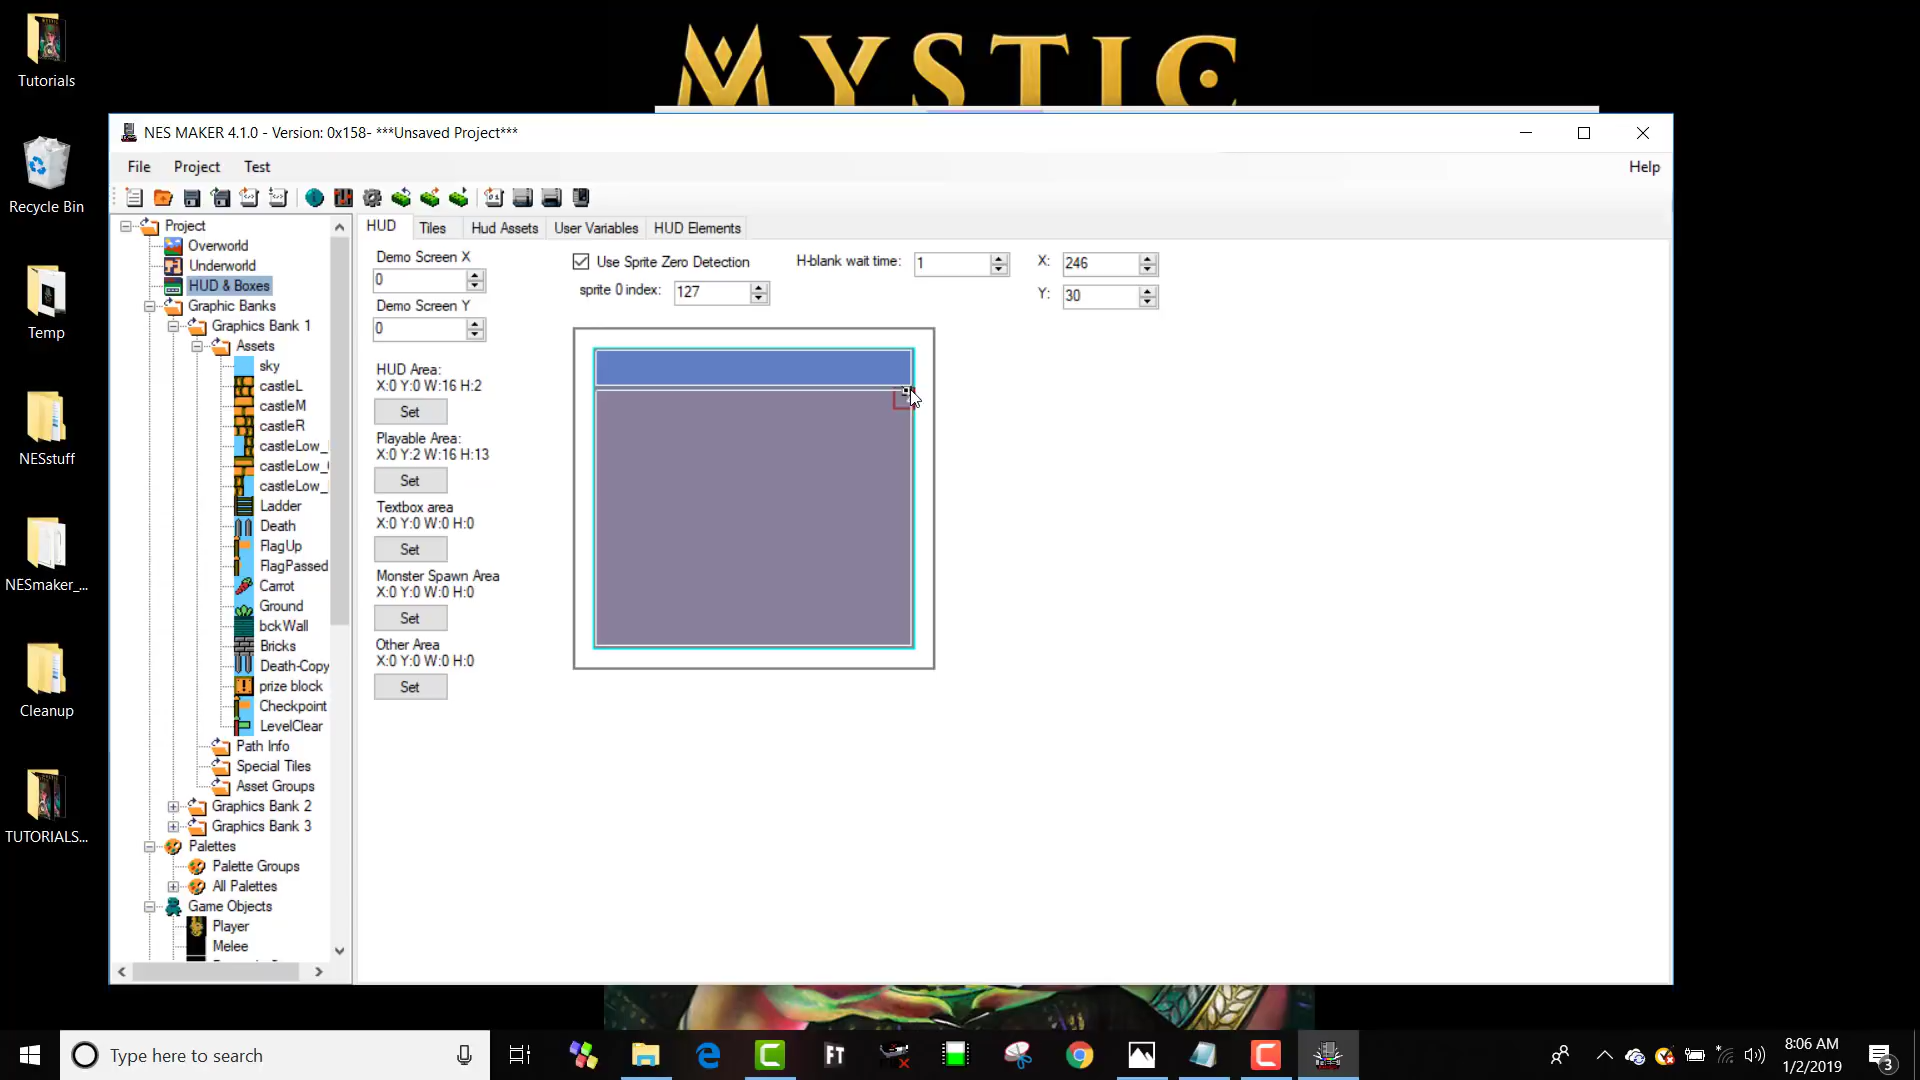 MYSTIC
Tutorials
Recycle Bin
Temp
NESstuff
NESmaker_...
Cleanup
TUTORIALS...
NES MAKER 4.1.0 - Version: 0x158- ***Unsaved Project***
File Project Test Help
Project
Overworld
Underworld
HUD & Boxes
Graphic Banks
Graphics Bank 1
Assets
sky
castleL
castleM
castleR
castleLow_
castleLow_
castleLow_
Ladder
Death
FlagUp
FlagPassed
Carrot
Ground
bckWall
Bricks
Death-Copy
prize block
Checkpoint
LevelClear
Path Info
Special Tiles
Asset Groups
Graphics Bank 2
Graphics Bank 3
Palettes
Palette Groups
All Palettes
Game Objects
Player
Melee
HUD Tiles Hud Assets User Variables HUD Elements
Demo Screen X
0
Demo Screen Y
0
HUD Area:
X:0 Y:0 W:16 H:2
Set
Playable Area:
X:0 Y:2 W:16 H:13
Set
Textbox area
X:0 Y:0 W:0 H:0
Set
Monster Spawn Area
X:0 Y:0 W:0 H:0
Set
Other Area
X:0 Y:0 W:0 H:0
Set
Use Sprite Zero Detection
sprite 0 index: 127
H-blank wait time: 1
X: 246
Y: 30
Type here to search
FT
8:06 AM
1/2/2019
3